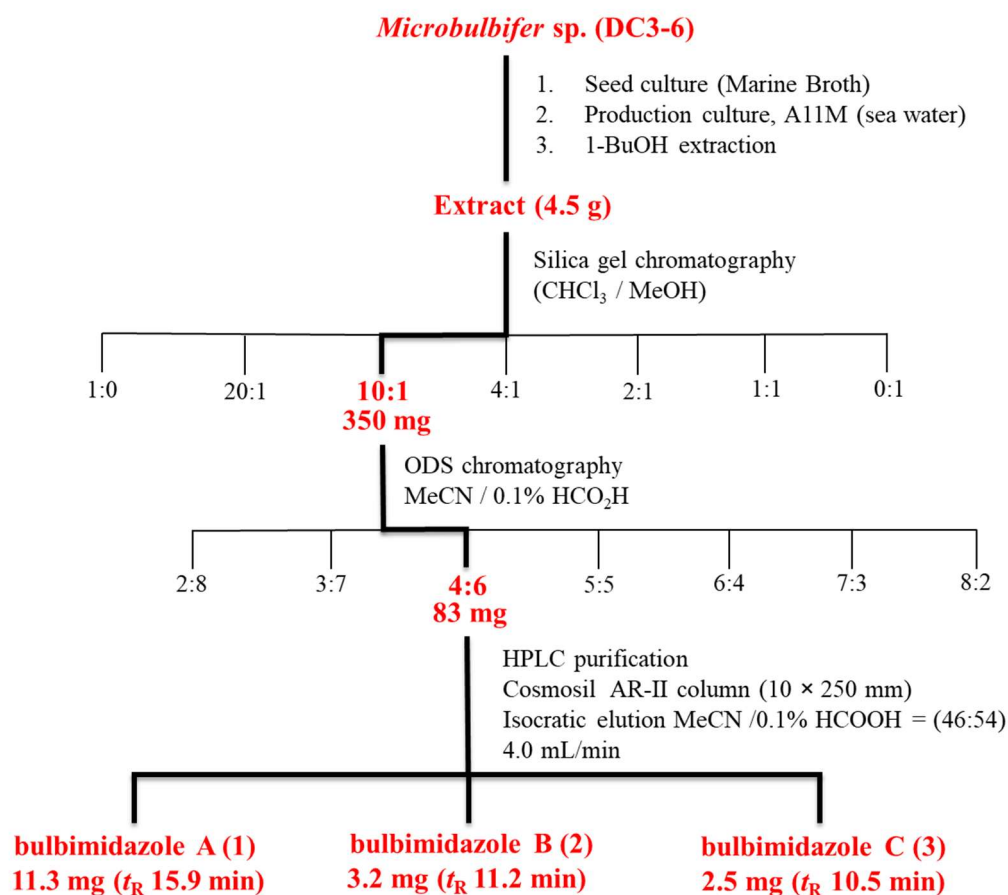 Microbulbifer sp. (DC3-6)
1. Seed culture (Marine Broth)
2. Production culture, A11M (sea water)
3. 1-BuOH extraction
Extract (4.5 g)
Silica gel chromatography
(CHCl₃ / MeOH)
1:0 20:1 10:1 4:1 2:1 1:1 0:1
350 mg
ODS chromatography
MeCN / 0.1% HCO₂H
2:8 3:7 4:6 5:5 6:4 7:3 8:2
83 mg
HPLC purification
Cosmosil AR-II column (10 × 250 mm)
Isocratic elution MeCN /0.1% HCOOH = (46:54)
4.0 mL/min
bulbimidazole A (1) bulbimidazole B (2) bulbimidazole C (3)
11.3 mg (tR 15.9 min) 3.2 mg (tR 11.2 min) 2.5 mg (tR 10.5 min)